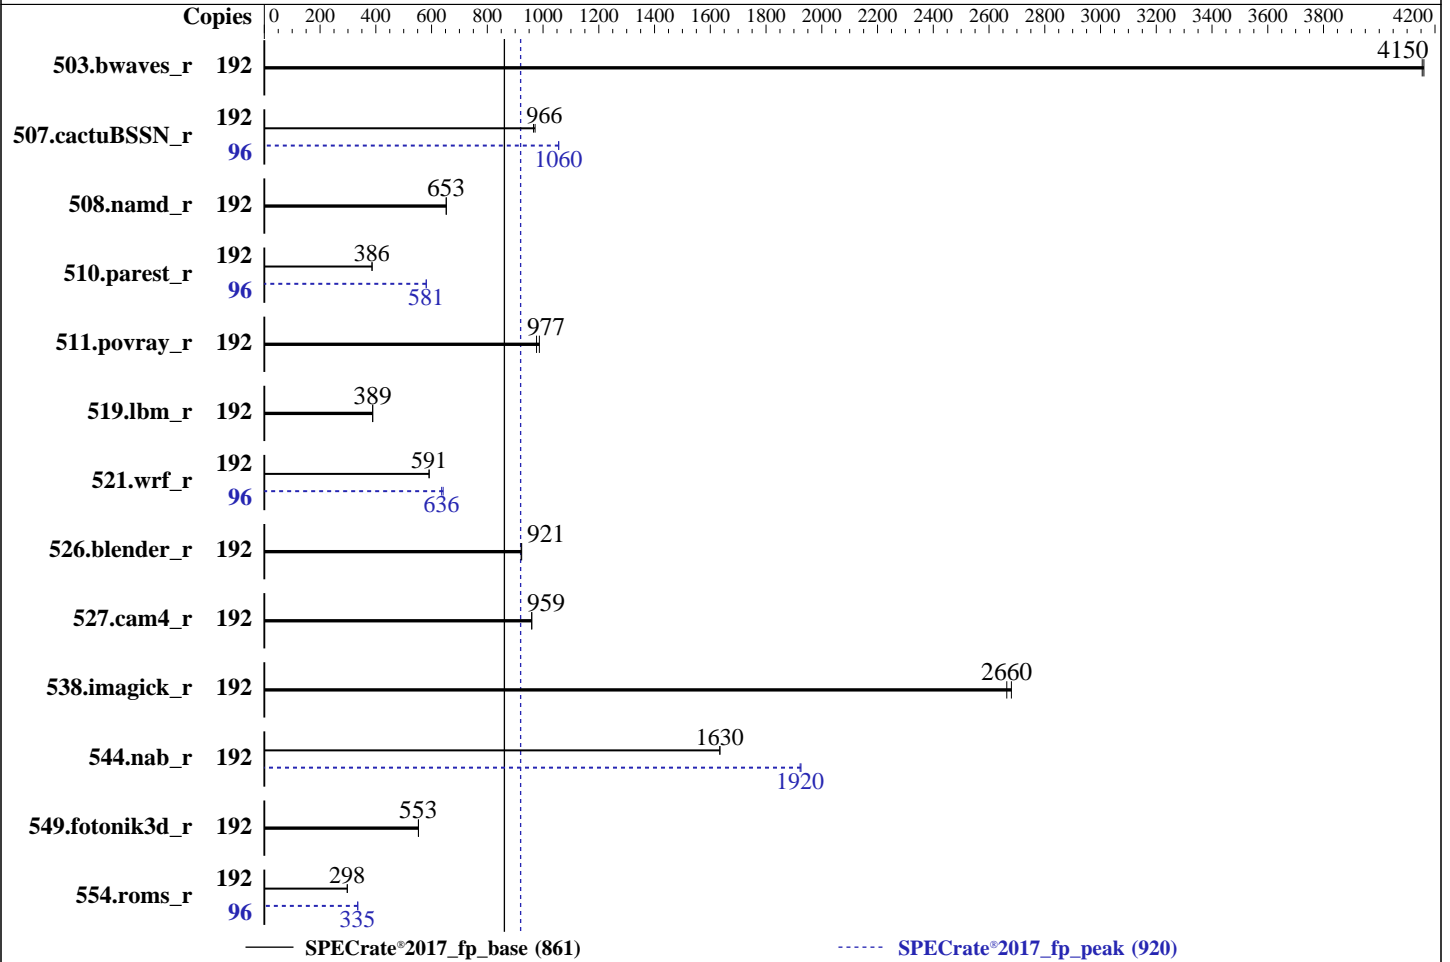 Copies 0 200 400 600 800 1000 1200 1400 1600 1800 2000 2200 2400 2600 2800 3000 3200 3400 3600 3800 4200
4150
503.bwaves_r 192
192 966
507.cactuBSSN_r
96 1060
653
508.namd_r 192
192 386
510.parest_r
96 581
977
511.povray_r 192
389
519.lbm_r 192
192 591
521.wrf_r
96 636
921
526.blender_r 192
959
527.cam4_r 192
2660
538.imagick_r 192
1630
544.nab_r 192
1920
553
549.fotonik3d_r 192
192 298
554.roms_r
96 335
SPECrate®2017_fp_base (861) SPECrate®2017_fp_peak (920)